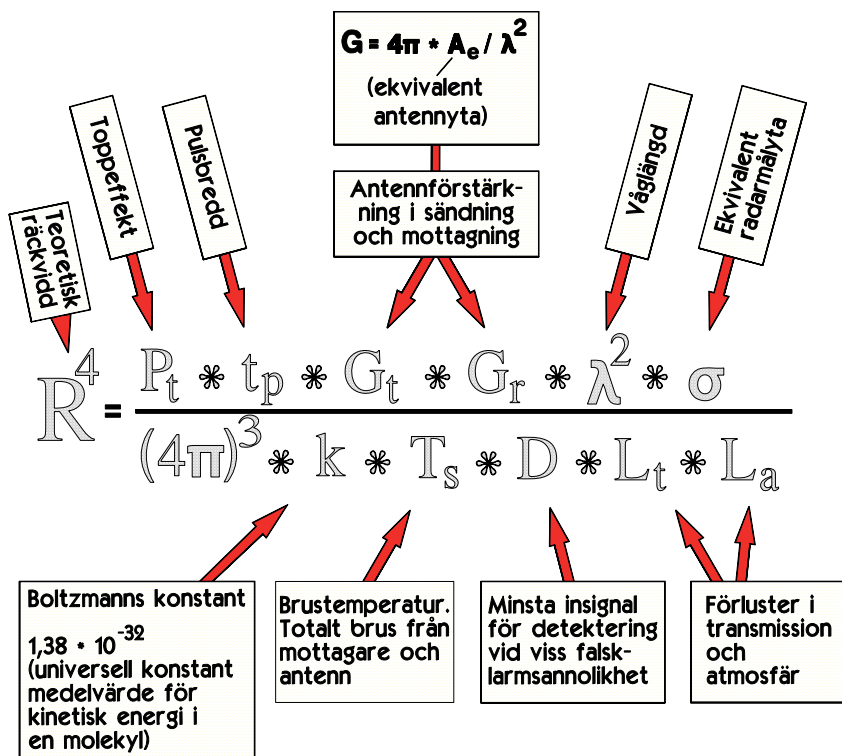 G = 4π * Aₑ / λ²
(ekvivalent
antennyta)
Teoretisk
räckvidd
Toppeffekt
Pulsbredd
Antennförstärk-
ning i sändning
och mottagning
Våglängd
Ekvivalent
radarmålyta
R⁴ = Pₜ * tₚ * Gₜ * Gᵣ * λ² * σ
(4π)³ * k * Tₛ * D * Lₜ * Lₐ
Boltzmanns konstant
1,38 * 10⁻³²
(universell konstant
medelvärde för
kinetisk energi i
en molekyl)
Brustemperatur.
Totalt brus från
mottagare och
antenn
Minsta insignal
för detektering
vid viss falsk-
larmsannolikhet
Förluster i
transmission
och
atmosfär